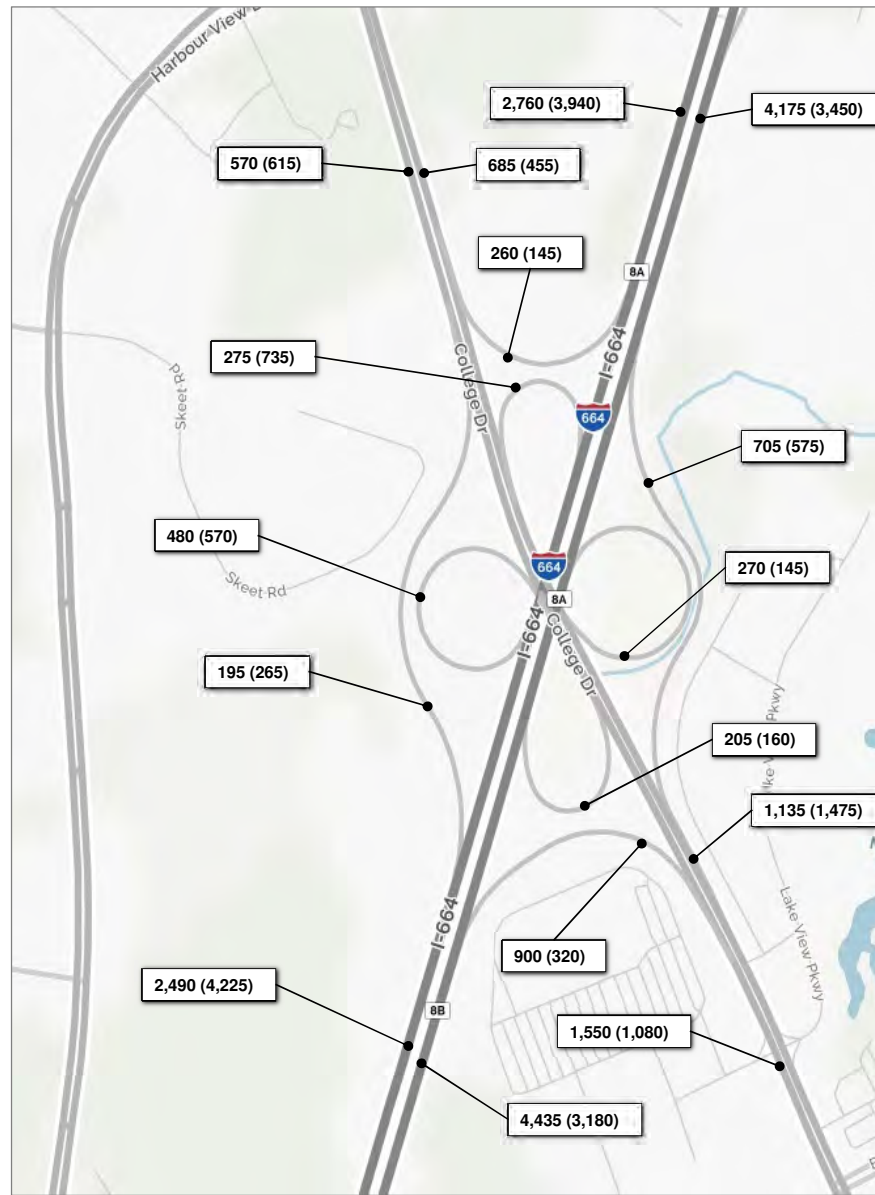 Harbour View
2,760 (3,940)
4,175 (3,450)
570 (615)
685 (455)
260 (145)
8A
275 (735)
I-664
College Dr
Skeet Rd
664
705 (575)
480 (570)
Skeet Rd
664
270 (145)
8A
I-664
College Dr
195 (265)
Pkwy
205 (160)
1,135 (1,475)
I-664
Lake View Pkwy
900 (320)
2,490 (4,225)
8B
1,550 (1,080)
4,435 (3,180)